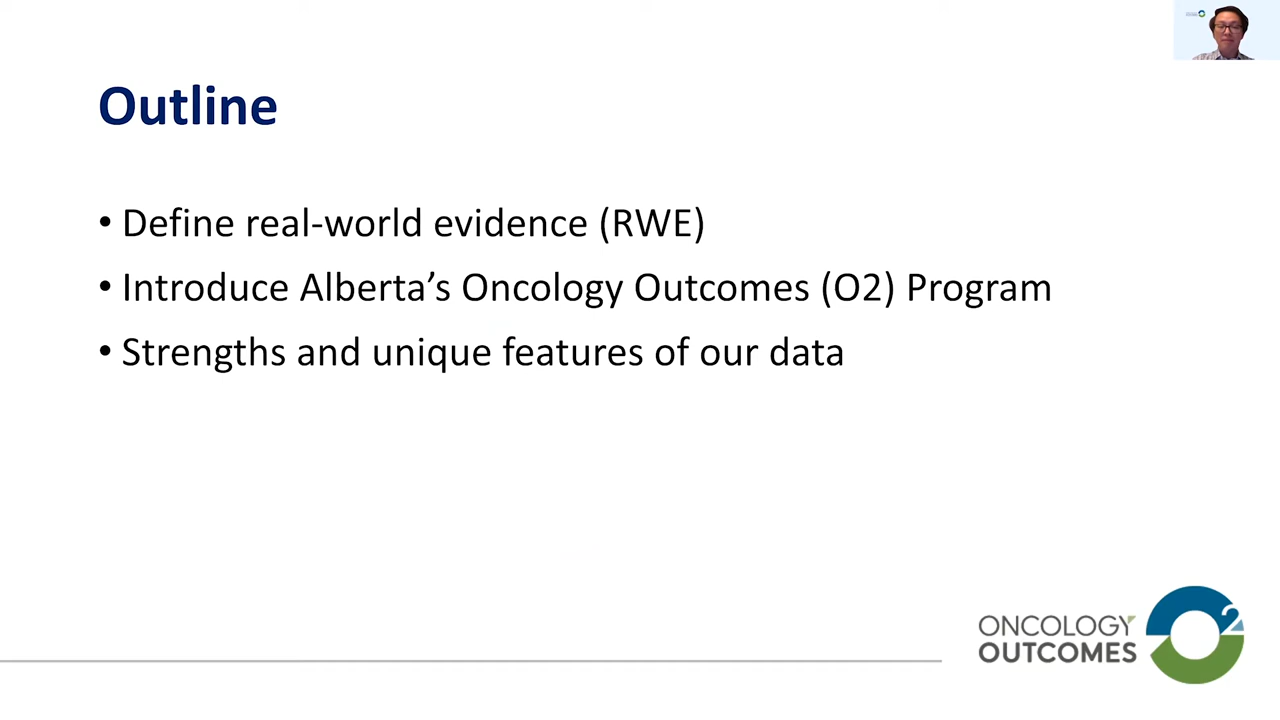 Outline
• Define real-world evidence (RWE)
• Introduce Alberta’s Oncology Outcomes (O2) Program
• Strengths and unique features of our data
ONCOLOGY
OUTCOMES
2